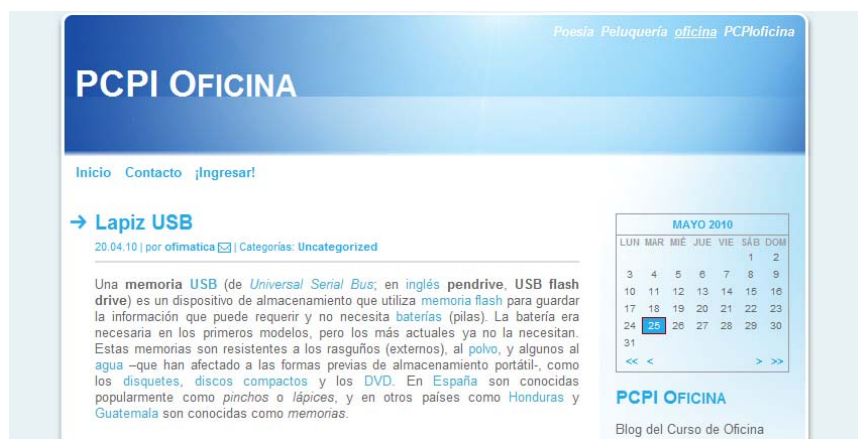 Poesía Peluquería oficina PCPIoficina
PCPI OFICINA
Inicio Contacto ¡Ingresar!
Lapiz USB
20.04.10 | por ofimatica | Categorías: Uncategorized
Una memoria USB (de Universal Serial Bus; en inglés pendrive, USB flash
drive) es un dispositivo de almacenamiento que utiliza memoria flash para guardar
la información que puede requerir y no necesita baterías (pilas). La batería era
necesaria en los primeros modelos, pero los más actuales ya no la necesitan.
Estas memorias son resistentes a los rasguños (externos), al polvo, y algunos al
agua –que han afectado a las formas previas de almacenamiento portátil-, como
los disquetes, discos compactos y los DVD. En España son conocidas
popularmente como pinchos o lápices, y en otros países como Honduras y
Guatemala son conocidas como memorias.
MAYO 2010
LUN MAR MIÉ JUE VIE SÁB DOM
1 2
3 4 5 6 7 8 9
10 11 12 13 14 15 16
17 18 19 20 21 22 23
24 25 26 27 28 29 30
31
<< < > >>
PCPI OFICINA
Blog del Curso de Oficina